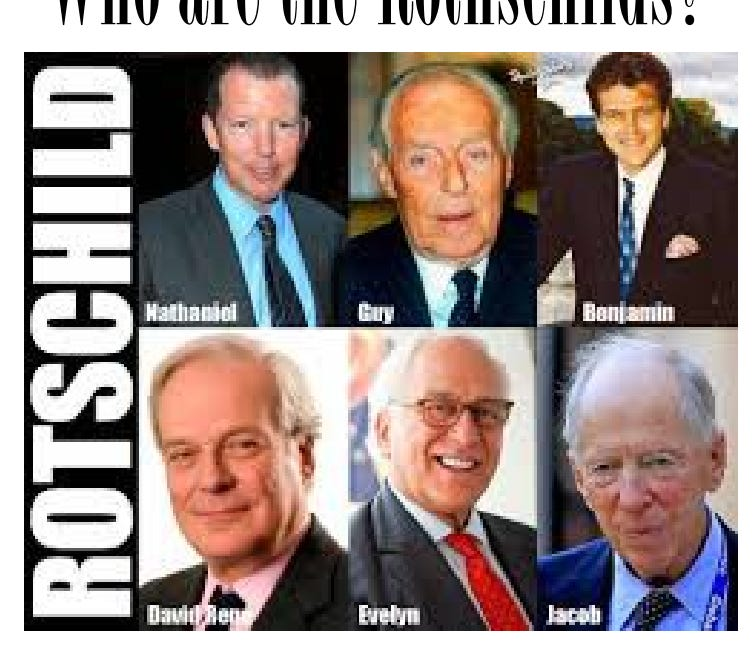 Who are the Rothschilds?
ROTSCHILD
Nathaniel
Guy
Benjamin
David Rene
Evelyn
Jacob